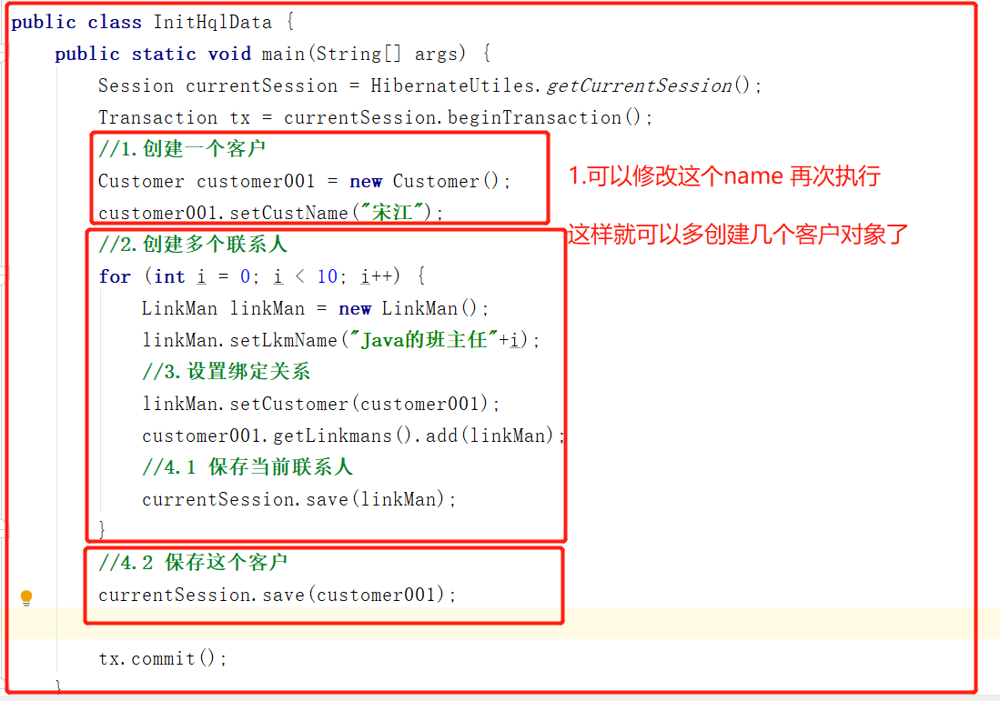 public class InitHqlData {
public static void main(String[] args) {
Session currentSession = HibernateUtiles.getCurrentSession();
Transaction tx = currentSession.beginTransaction();
//1.创建一个客户
Customer customer001 = new Customer();
customer001.setCustName("宋江");
1.可以修改这个name 再次执行
这样就可以多创建几个客户对象了
//2.创建多个联系人
for (int i = 0; i < 10; i++) {
LinkMan linkMan = new LinkMan();
linkMan.setLkmName("Java的班主任"+i);
//3.设置绑定关系
linkMan.setCustomer(customer001);
customer001.getLinkmans().add(linkMan);
//4.1 保存当前联系人
currentSession.save(linkMan);
}
//4.2 保存这个客户
currentSession.save(customer001);
tx.commit();
}